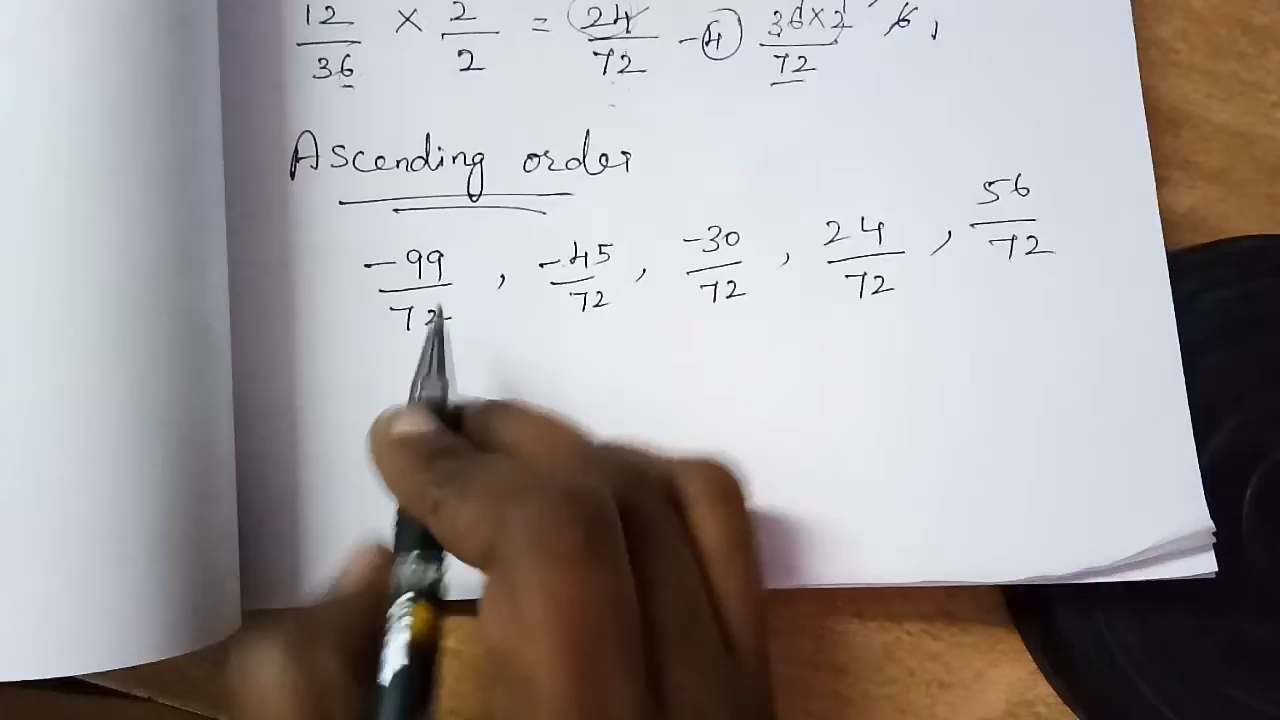 12/36 × 2/2 = 24/72 -4 36×2/72 6,
Ascending order
-99/72, -45/72, -30/72, 24/72, 56/72